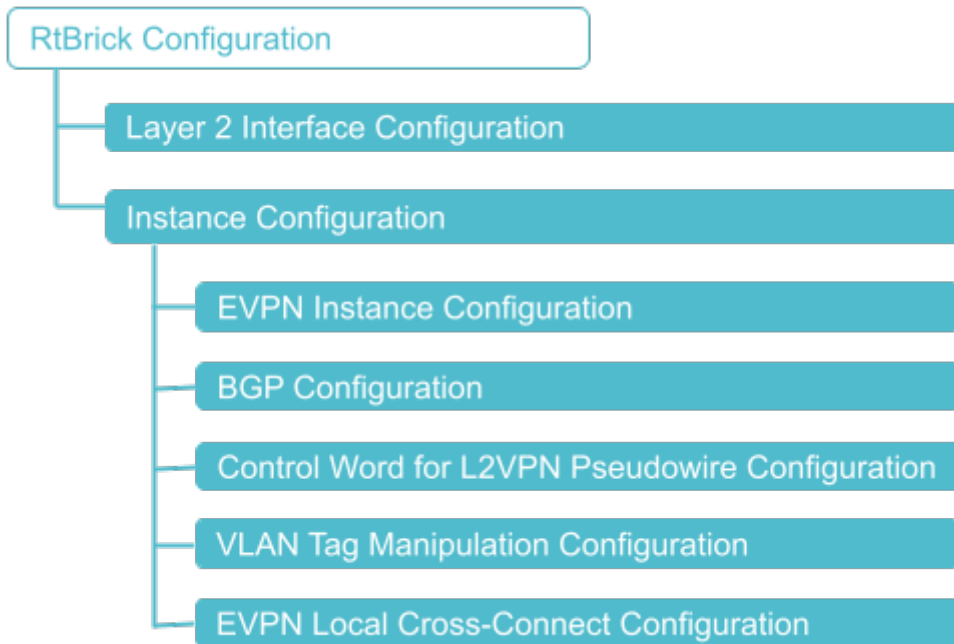 RtBrick Configuration
Layer 2 Interface Configuration
Instance Configuration
EVPN Instance Configuration
BGP Configuration
Control Word for L2VPN Pseudowire Configuration
VLAN Tag Manipulation Configuration
EVPN Local Cross-Connect Configuration